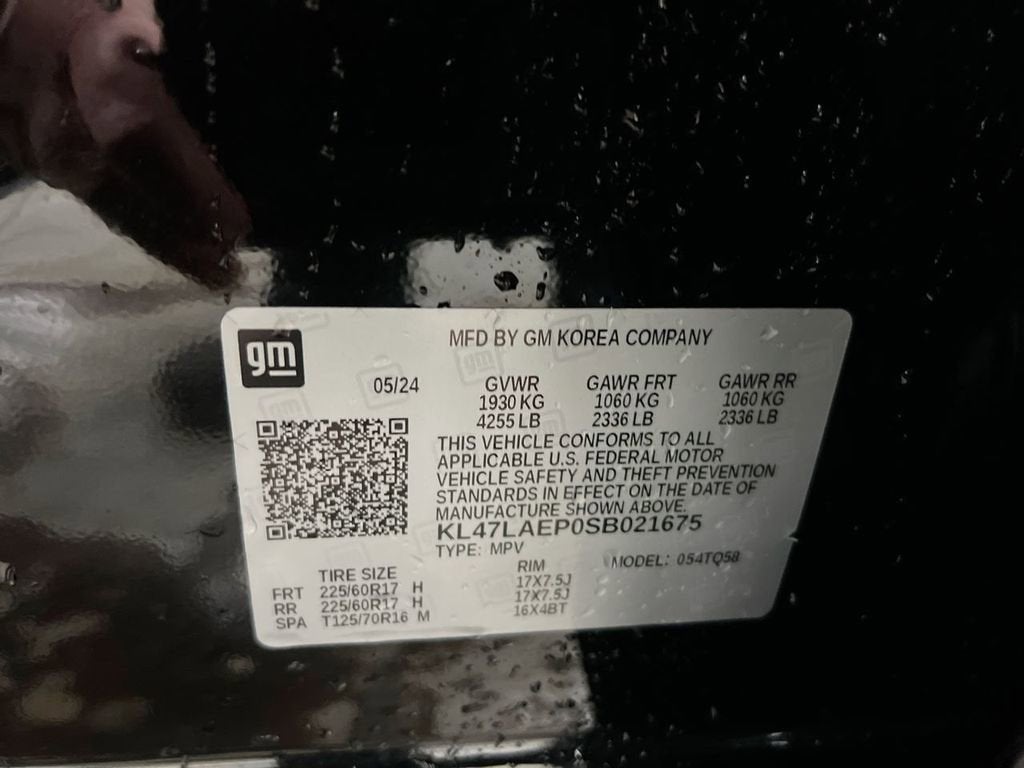 gm
MFD BY GM KOREA COMPANY
05/24 GVWR GAWR FRT GAWR RR
1930 KG 1060 KG 1060 KG
4255 LB 2336 LB 2336 LB
THIS VEHICLE CONFORMS TO ALL
APPLICABLE U.S. FEDERAL MOTOR
VEHICLE SAFETY AND THEFT PREVENTION
STANDARDS IN EFFECT ON THE DATE OF
MANUFACTURE SHOWN ABOVE.
KL47LAEP0SB021675
TYPE: MPV MODEL: 054TQ58
TIRE SIZE RIM
FRT 225/60R17 H 17X7.5J
RR 225/60R17 H 17X7.5J
SPA T125/70R16 M 16X4BT